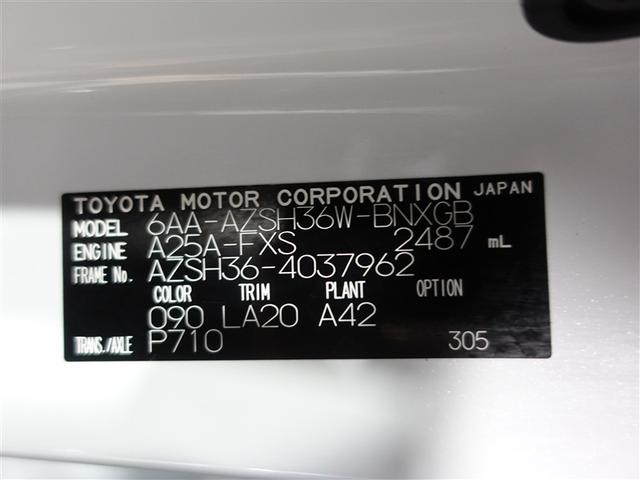 TOYOTA MOTOR CORPORATION JAPAN
MODEL 6AA-AZSH36W-BNXGB
ENGINE A25A-FXS 2487 mL
FRAME No. AZSH36-4037962
COLOR TRIM PLANT OPTION
090 LA20 A42
TRANS./AXLE P710 305